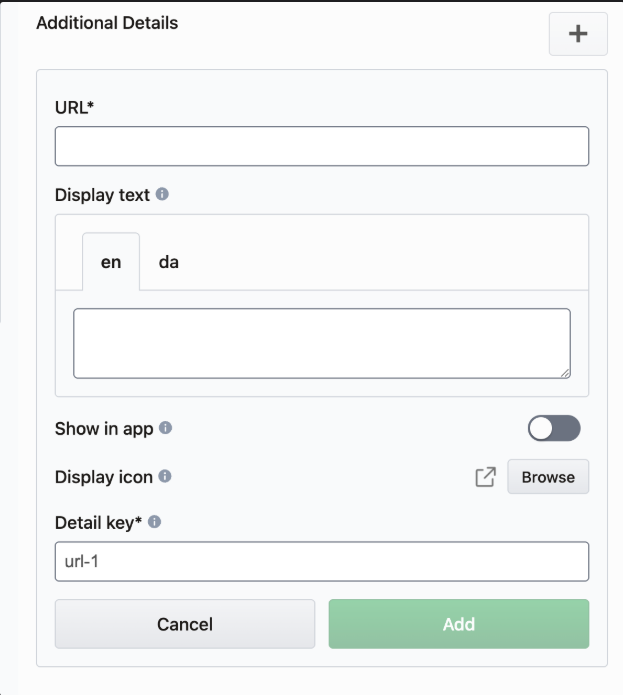 Additional Details
URL*
Display text
en da
Show in app
Display icon
Browse
Detail key*
url-1
Cancel Add